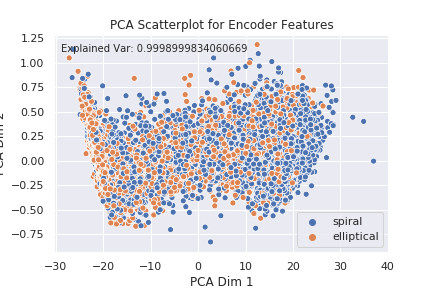 PCA Scatterplot for Encoder Features
Explained Var: 0.9998999834060669
1.25
1.00
0.75
0.50
0.25
0.00
−0.25
−0.50
−0.75
PCA Dim 2
spiral
elliptical
−30 −20 −10 0 10 20 30 40
PCA Dim 1